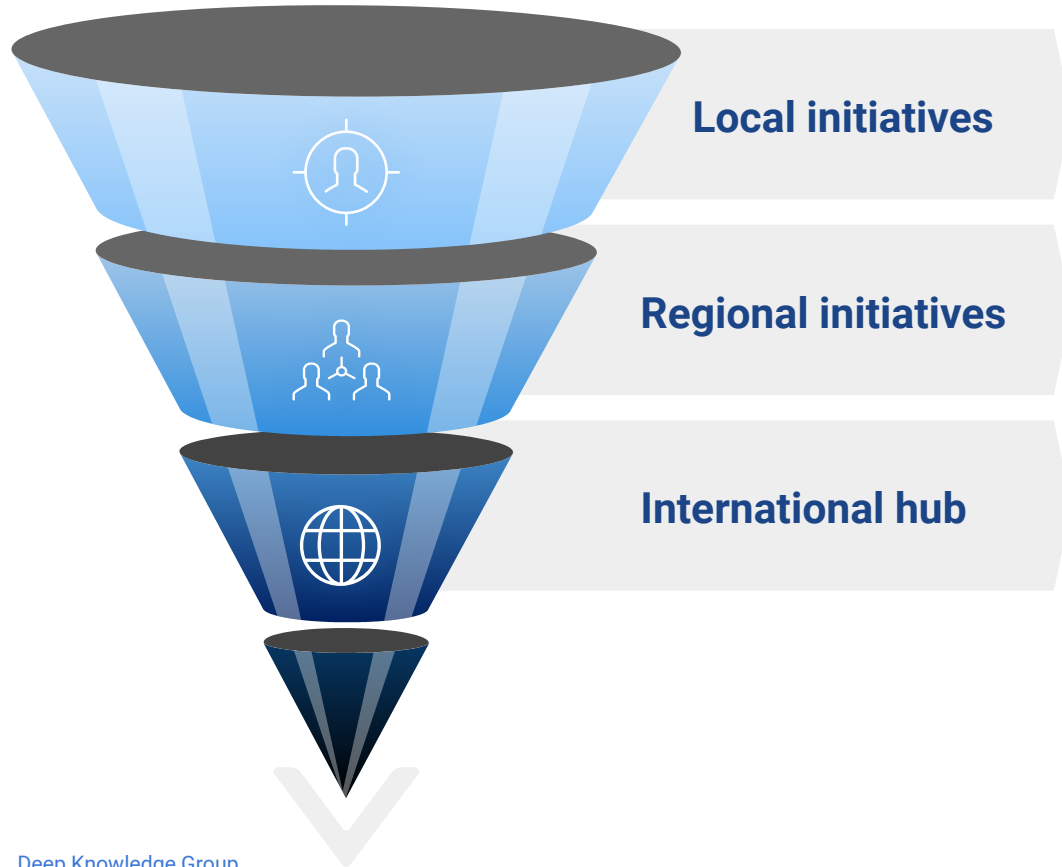 Local initiatives
Regional initiatives
International hub
Deep Knowledge Group